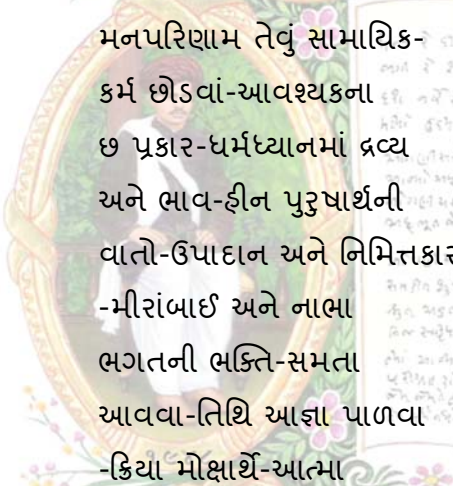 મનપરિણામ તેવું સામાયિક-
કર્મ છોડવાં-આવશ્યકના
છ પ્રકાર-ધર્મધ્યાનમાં દ્રવ્ય
અને ભાવ-હીન પુરુષાર્થની
વાતો-ઉપાદાન અને નિમિત્તકાર
-મીરાંબાઈ અને નાભા
ભગતની ભક્તિ-સમતા
આવવા-તિથિ આજ્ઞા પાળવા
-ક્રિયા મોક્ષાર્થે-આત્મા